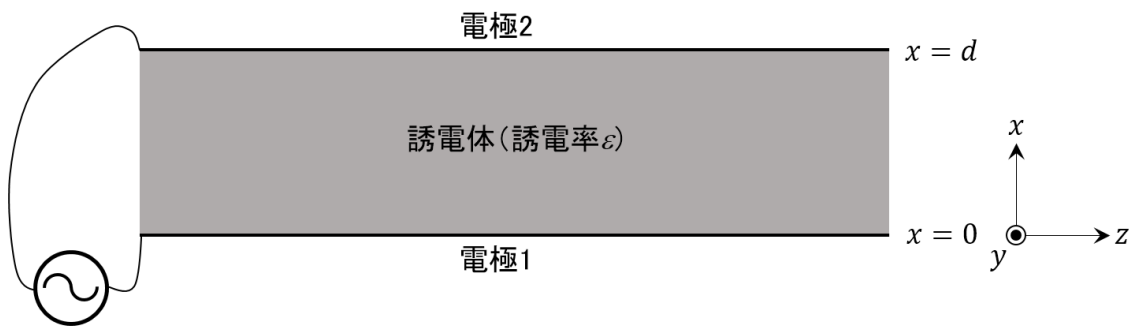 電極2
x = d
誘電体(誘電率ε)
x
x = 0
y
z
電極1